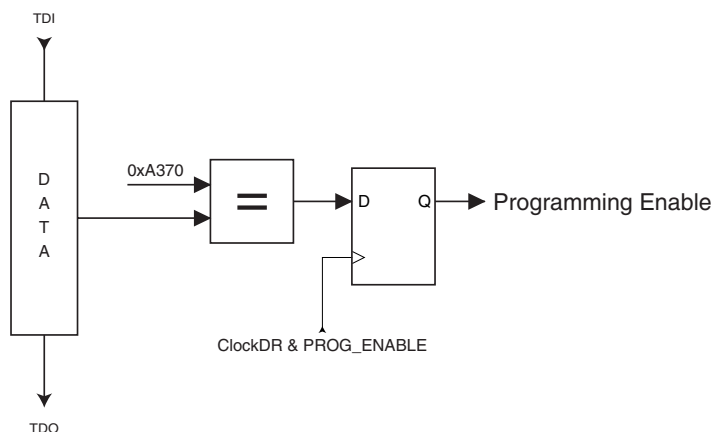 TDI
0xA370
D
A
T
A
=
D Q
Programming Enable
ClockDR & PROG_ENABLE
TDO